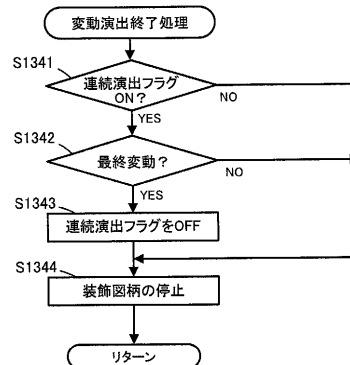 変動演出終了処理
S1341
連続演出フラグ
ON？
NO
YES
S1342
最終変動？
NO
YES
S1343
連続演出フラグをOFF
S1344
装飾図柄の停止
リターン